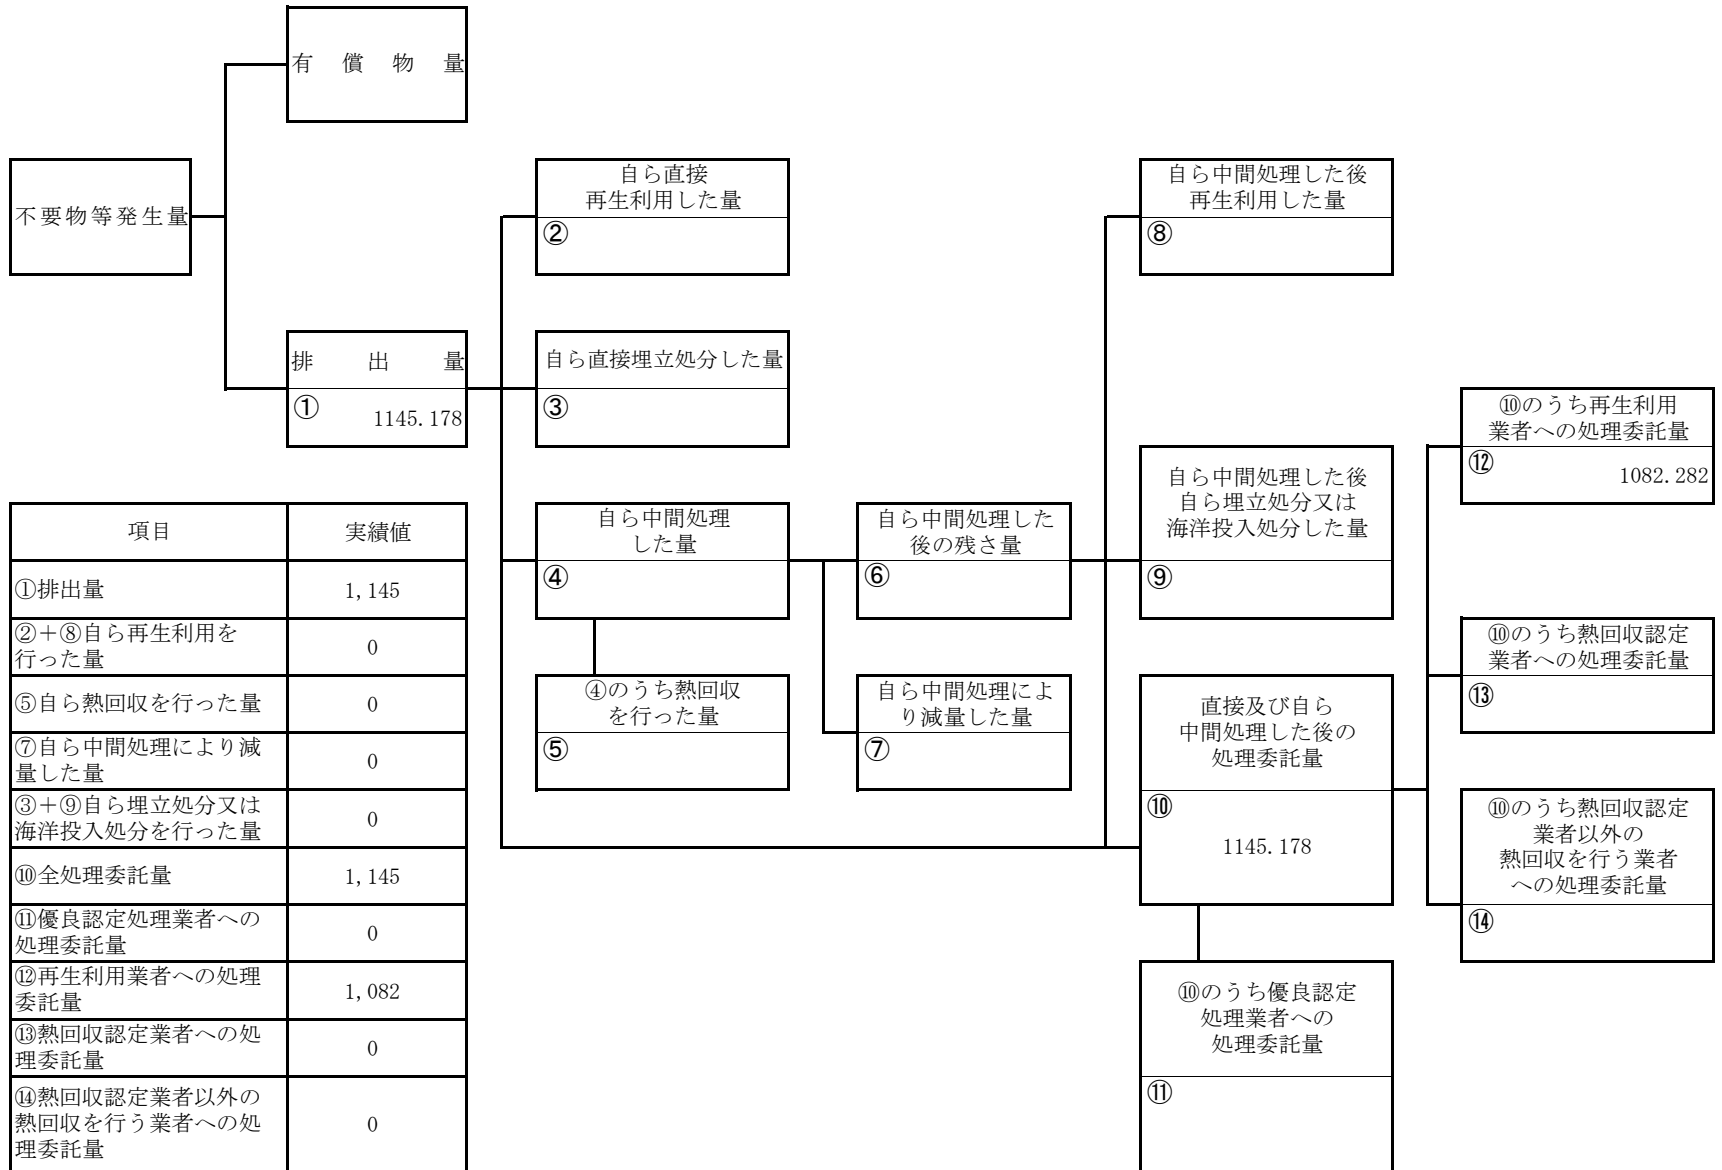 有償物量
不要物等発生量
排出量
① 1145.178
自ら直接
再生利用した量
②
自ら直接埋立処分した量
③
自ら中間処理
した量
④
④のうち熱回収
を行った量
⑤
自ら中間処理した
後の残さ量
⑥
自ら中間処理によ
り減量した量
⑦
自ら中間処理した後
再生利用した量
⑧
自ら中間処理した後
自ら埋立処分又は
海洋投入処分した量
⑨
直接及び自ら
中間処理した後の
処理委託量
⑩
1145.178
⑩のうち優良認定
処理業者への
処理委託量
⑪
⑩のうち再生利用
業者への処理委託量
⑫
1082.282
⑩のうち熱回収認定
業者への処理委託量
⑬
⑩のうち熱回収認定
業者以外の
熱回収を行う業者
への処理委託量
⑭
項目 実績値
①排出量 1,145
②+⑧自ら再生利用を
行った量 0
⑤自ら熱回収を行った量 0
⑦自ら中間処理により減
量した量 0
③+⑨自ら埋立処分又は
海洋投入処分を行った量 0
⑩全処理委託量 1,145
⑪優良認定処理業者への
処理委託量 0
⑫再生利用業者への処理
委託量 1,082
⑬熱回収認定業者への処
理委託量 0
⑭熱回収認定業者以外の
熱回収を行う業者への処
理委託量 0